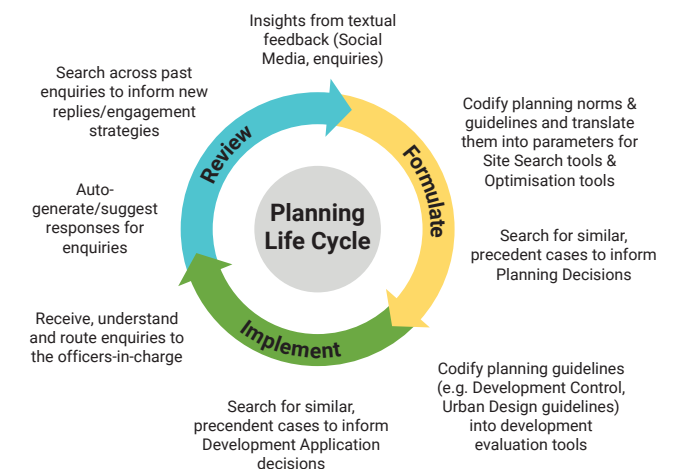 Insights from textual
feedback (Social
Media, enquiries)
Search across past
enquiries to inform new
replies/engagement
strategies
Codify planning norms &
guidelines and translate
them into parameters for
Site Search tools &
Optimisation tools
Review
Formulate
Auto-
generate/suggest
responses for
enquiries
Planning
Life Cycle
Search for similar,
precedent cases to inform
Planning Decisions
Receive, understand
and route enquiries to
the officers-in-charge
Implement
Codify planning guidelines
(e.g. Development Control,
Urban Design guidelines)
into development
evaluation tools
Search for similar,
precendent cases to inform
Development Application
decisions